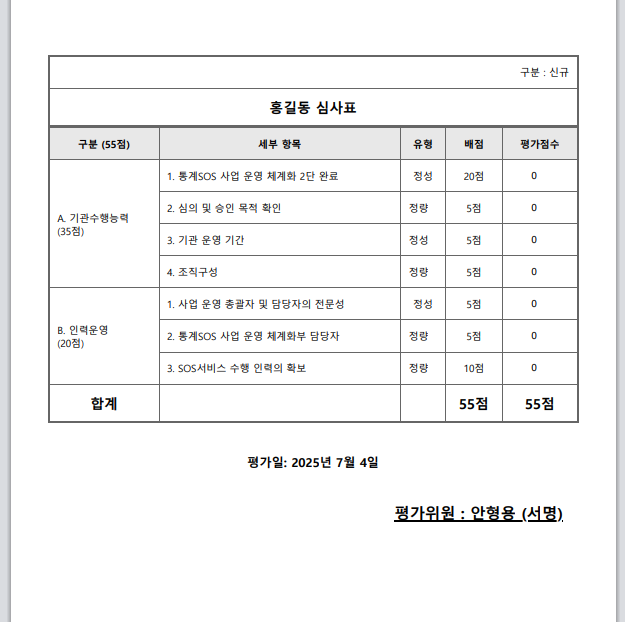 구분 : 신규
홍길동 심사표
구분 (55점) 세부 항목 유형 배점 평가점수
A. 기관수행능력
(35점)
1. 통계SOS 사업 운영 체계화 2단 완료 정성 20점 0
2. 심의 및 승인 목적 확인 정량 5점 0
3. 기관 운영 기간 정성 5점 0
4. 조직구성 정량 5점 0
B. 인력운영
(20점)
1. 사업 운영 총괄자 및 담당자의 전문성 정성 5점 0
2. 통계SOS 사업 운영 체계화부 담당자 정량 5점 0
3. SOS서비스 수행 인력의 확보 정량 10점 0
합계 55점 55점
평가일: 2025년 7월 4일
평가위원 : 안형용 (서명)